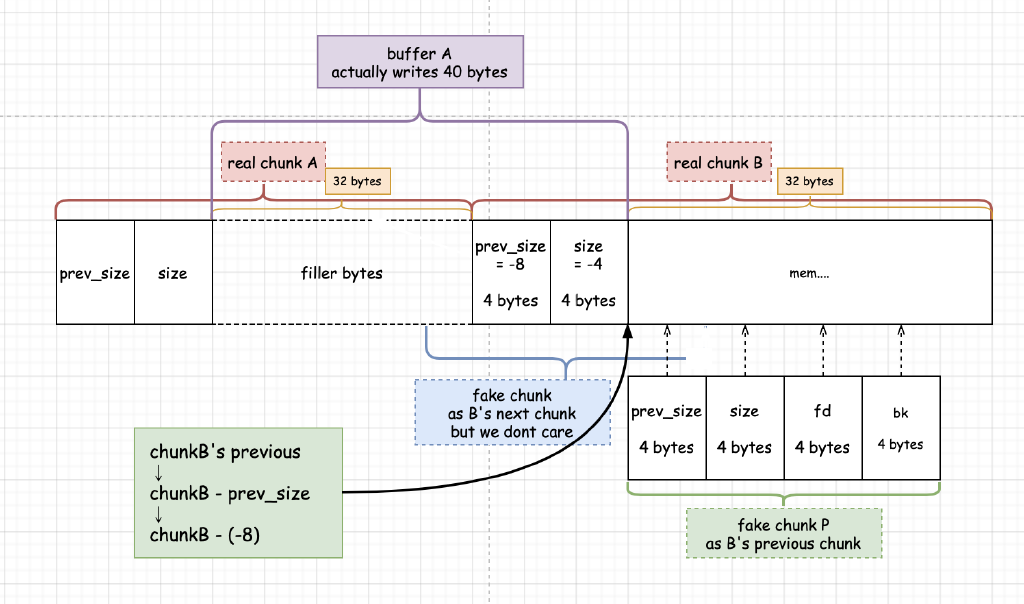 buffer A
actually writes 40 bytes
real chunk A
32 bytes
real chunk B
32 bytes
prev_size
size
filler bytes
prev_size
= -8
4 bytes
size
= -4
4 bytes
mem....
fake chunk
as B's next chunk
but we dont care
prev_size
4 bytes
size
4 bytes
fd
4 bytes
bk
4 bytes
chunkB's previous
↓
chunkB - prev_size
↓
chunkB - (-8)
fake chunk P
as B's previous chunk